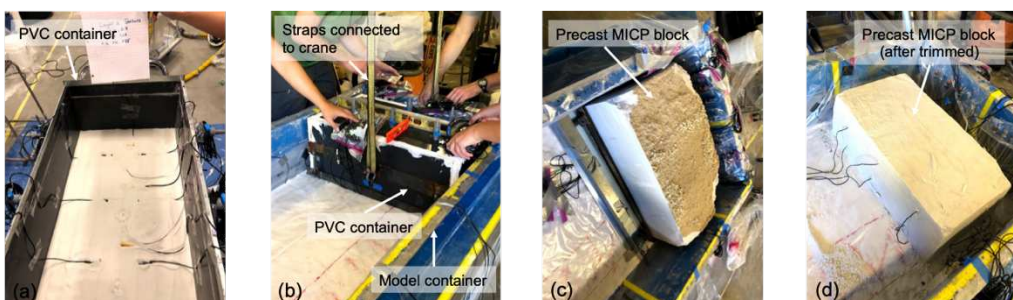 PVC container
(a)
Straps connected
to crane
PVC container
Model container
(b)
Precast MICP block
(c)
Precast MICP block
(after trimmed)
(d)